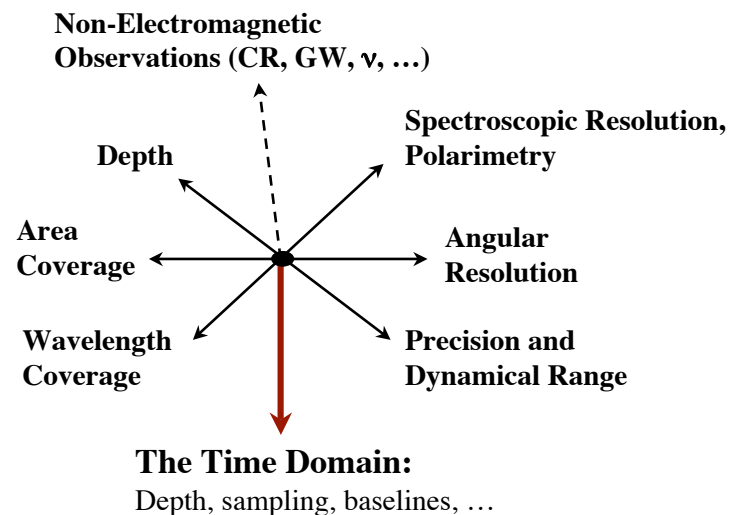 Non-Electromagnetic
Observations (CR, GW, ν, …)
Spectroscopic Resolution,
Polarimetry
Depth
Area
Coverage
Angular
Resolution
Wavelength
Coverage
Precision and
Dynamical Range
The Time Domain:
Depth, sampling, baselines, …